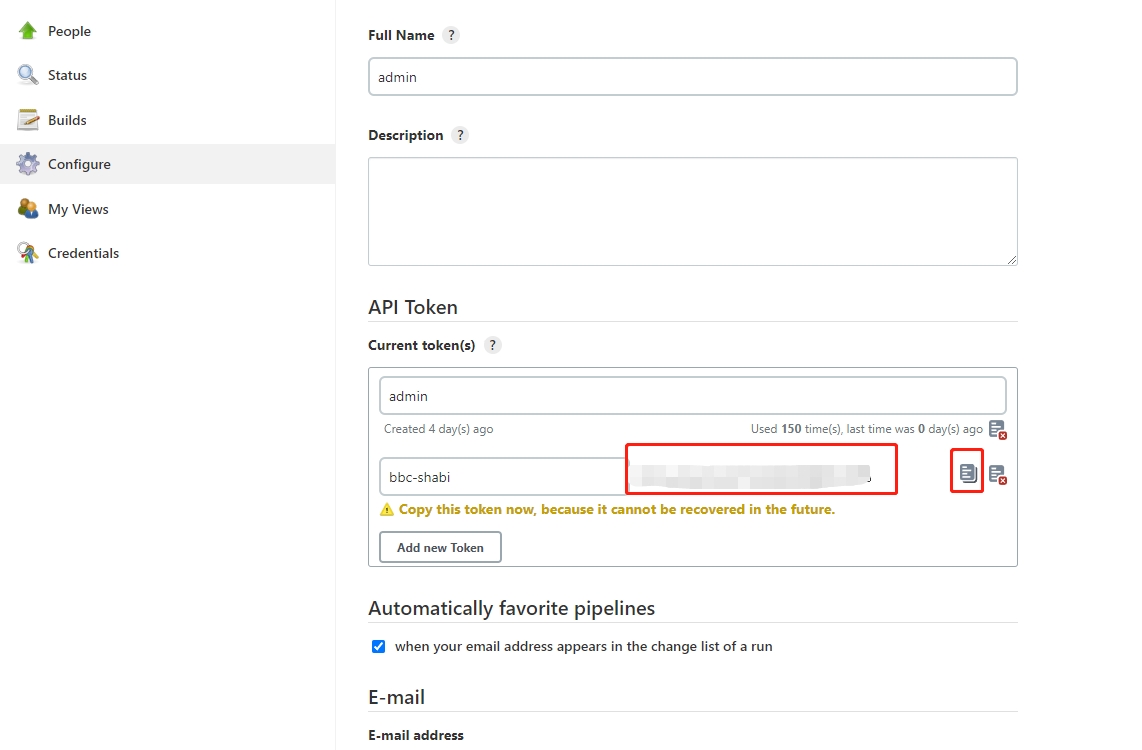 People
Status
Builds
Configure
My Views
Credentials
Full Name ?
admin
Description ?
API Token
Current token(s) ?
admin
Created 4 day(s) ago
Used 150 time(s), last time was 0 day(s) ago
bbc-shabi
Copy this token now, because it cannot be recovered in the future.
Add new Token
Automatically favorite pipelines
when your email address appears in the change list of a run
E-mail
E-mail address